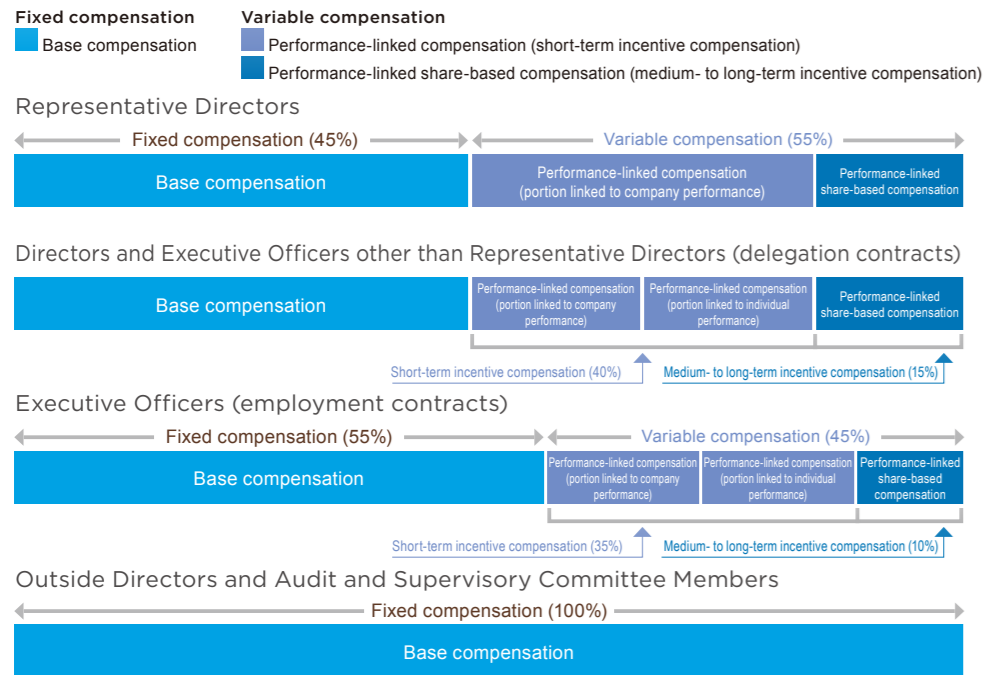 Fixed compensation
Base compensation
Variable compensation
Performance-linked compensation (short-term incentive compensation)
Performance-linked share-based compensation (medium- to long-term incentive compensation)
Representative Directors
Fixed compensation (45%)
Variable compensation (55%)
Base compensation
Performance-linked compensation
(portion linked to company performance)
Performance-linked
share-based compensation
Directors and Executive Officers other than Representative Directors (delegation contracts)
Base compensation
Performance-linked compensation
(portion linked to company
performance)
Performance-linked compensation
(portion linked to individual
performance)
Performance-linked
share-based compensation
Short-term incentive compensation (40%)
Medium- to long-term incentive compensation (15%)
Executive Officers (employment contracts)
Fixed compensation (55%)
Variable compensation (45%)
Base compensation
Performance-linked compensation
(portion linked to company
performance)
Performance-linked compensation
(portion linked to individual
performance)
Performance-linked
share-based
compensation
Short-term incentive compensation (35%)
Medium- to long-term incentive compensation (10%)
Outside Directors and Audit and Supervisory Committee Members
Fixed compensation (100%)
Base compensation